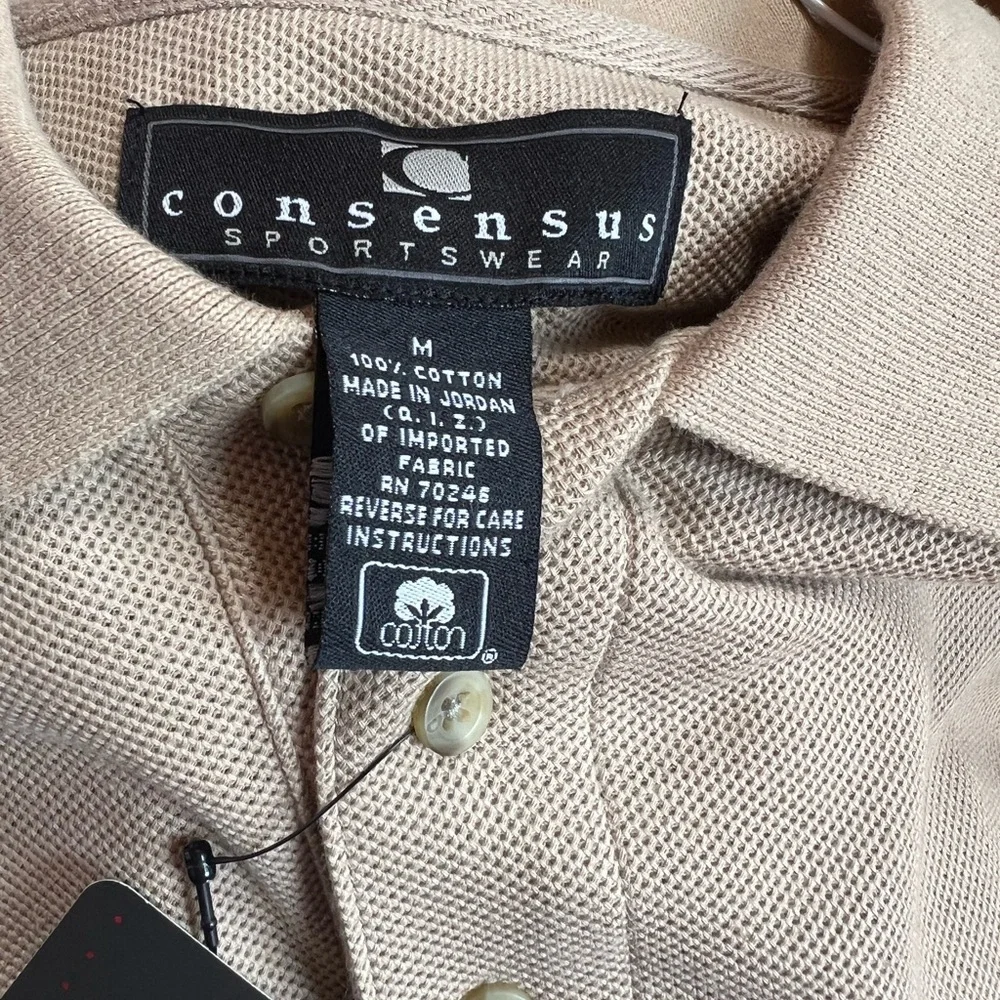 consensus
SPORTSWEAR
M
100% COTTON
MADE IN JORDAN
(Q.I.Z.)
OF IMPORTED
FABRIC
RN 70246
REVERSE FOR CARE
INSTRUCTIONS
cotton
®